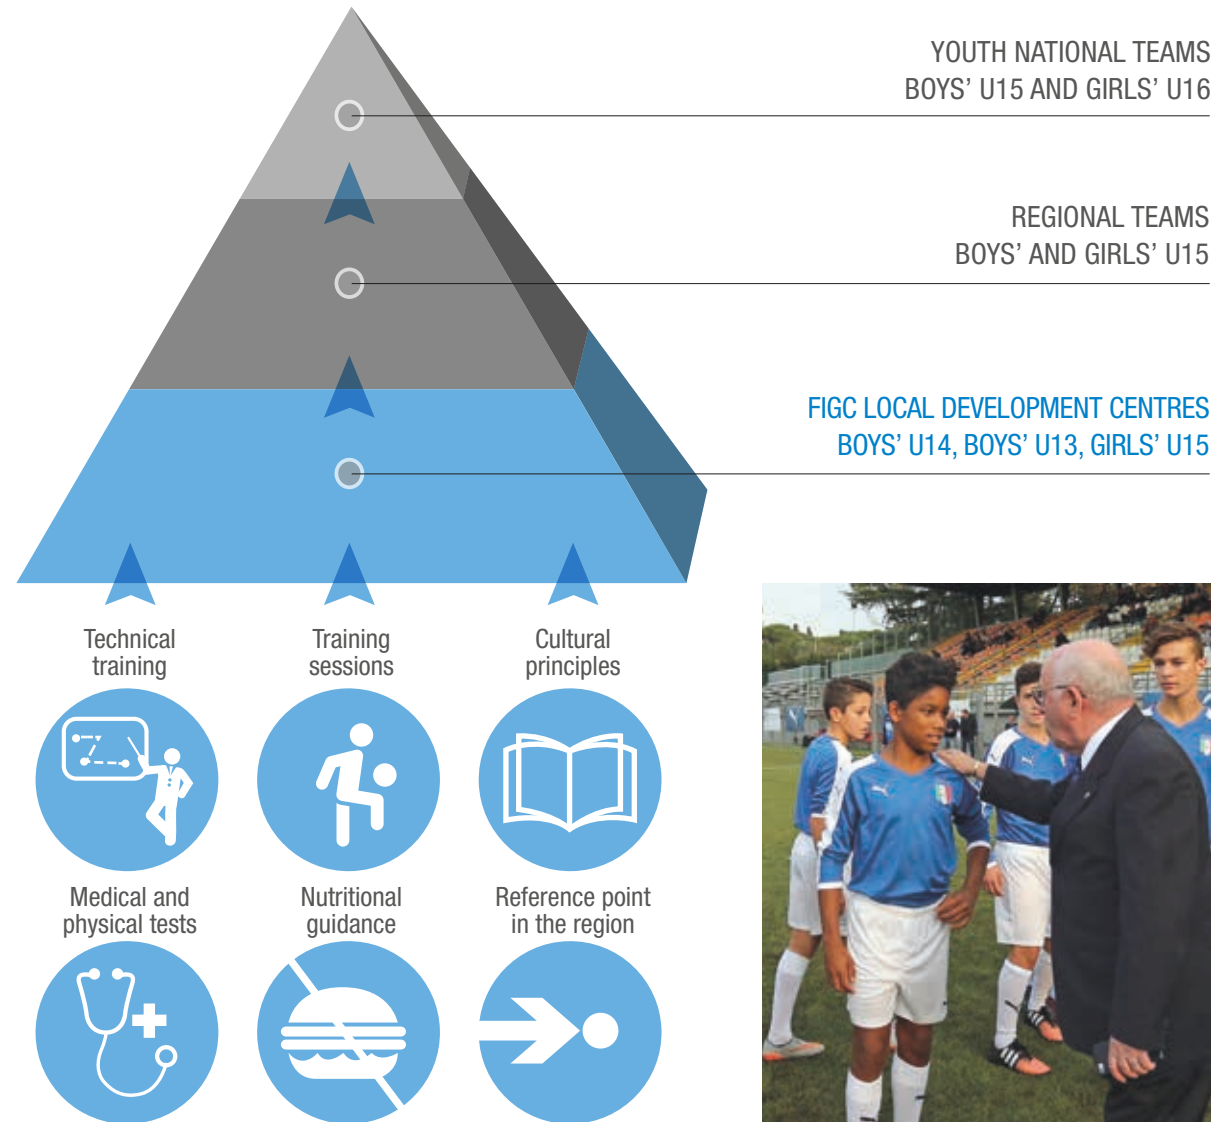 YOUTH NATIONAL TEAMS
BOYS’ U15 AND GIRLS’ U16
REGIONAL TEAMS
BOYS’ AND GIRLS’ U15
FIGC LOCAL DEVELOPMENT CENTRES
BOYS’ U14, BOYS’ U13, GIRLS’ U15
Technical
training
Training
sessions
Cultural
principles
Medical and
physical tests
Nutritional
guidance
Reference point
in the region